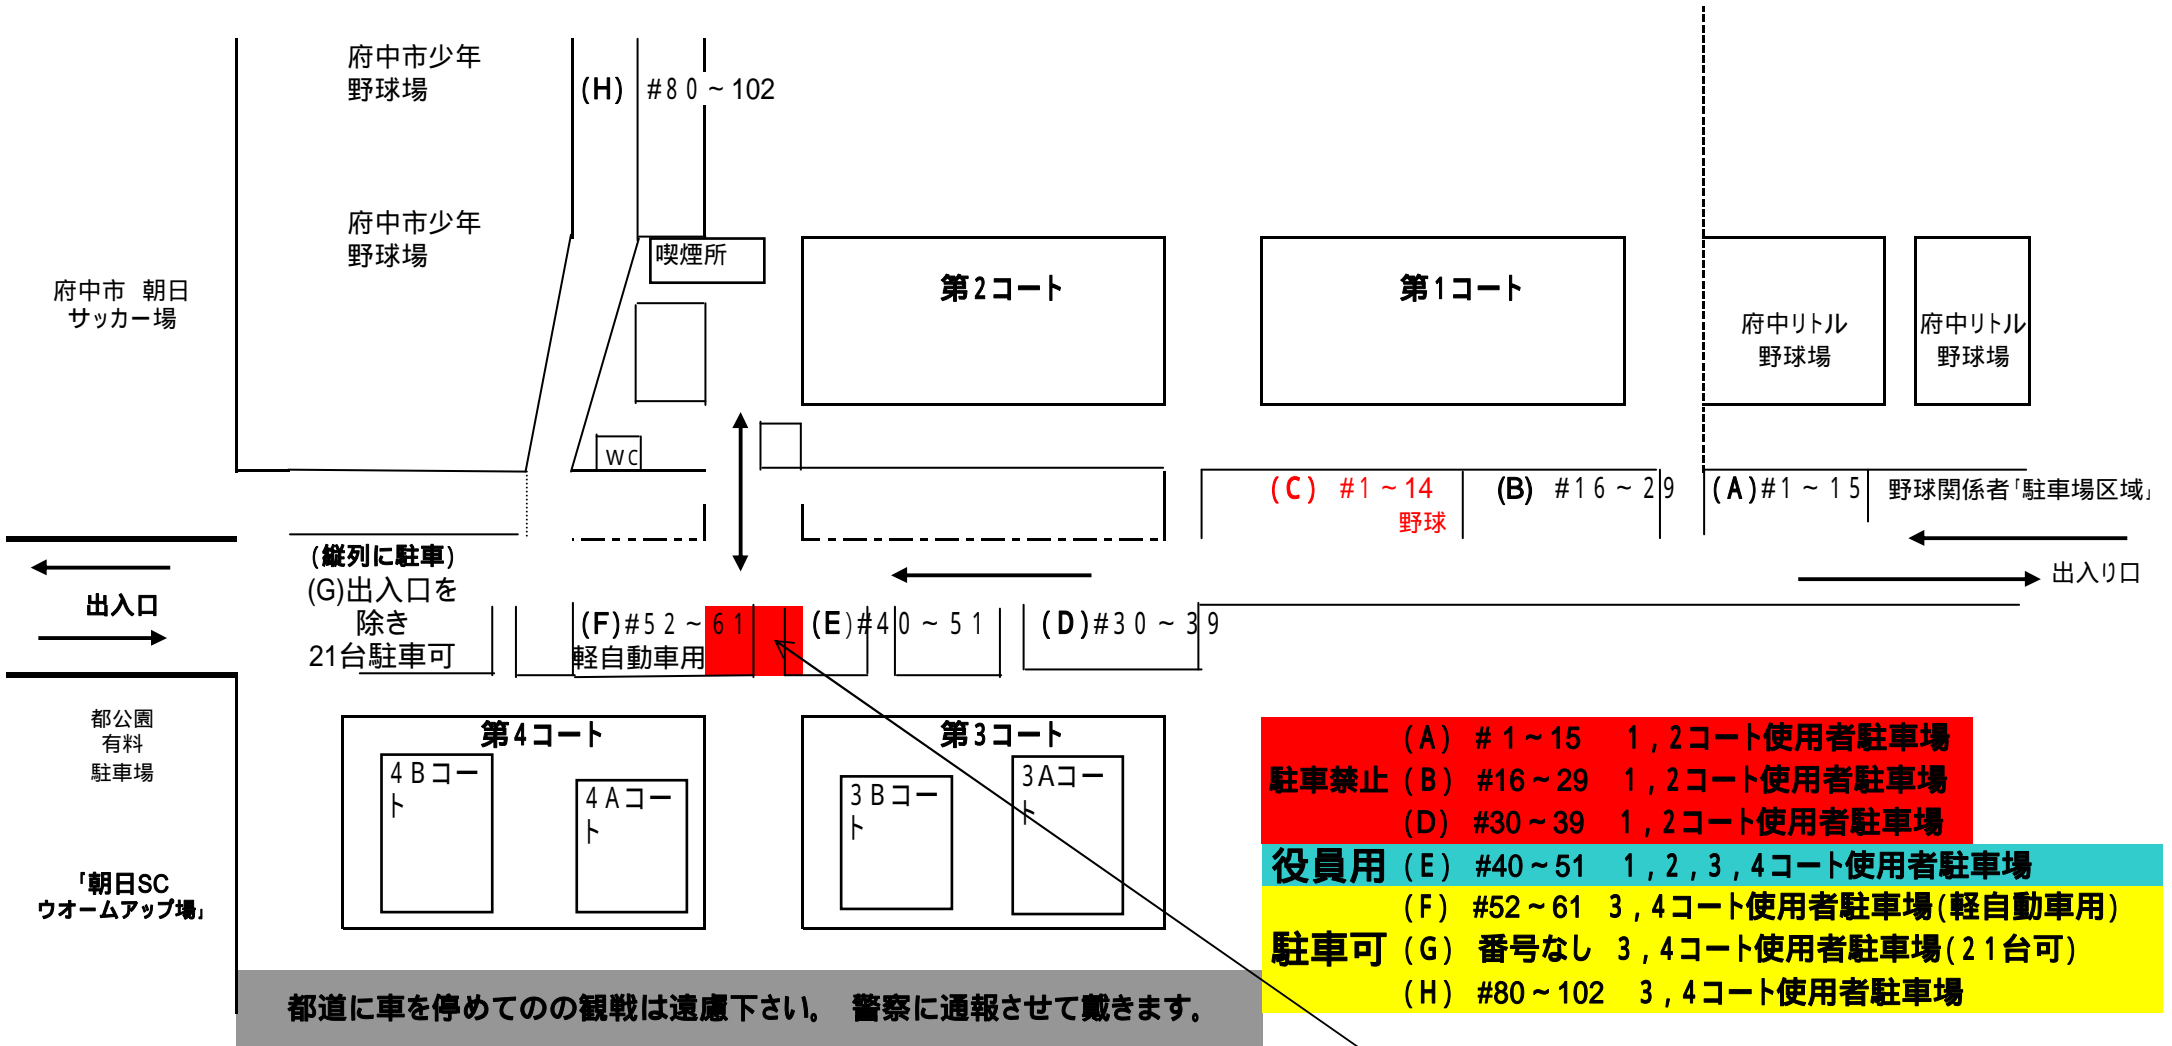 府中市少年
野球場
(H) #80～102
府中市少年
野球場
喫煙所
府中市 朝日
サッカー場
第2コート
第1コート
府中リトル
野球場
府中リトル
野球場
WC
(C) #1～14
野球
(B) #16～29
(A)#1～15
野球関係者「駐車場区域」
(縦列に駐車)
(G)出入口を
除き
21台駐車可
出入口
出入り口
(F)#52～61
軽自動車用
(E)#40～51
(D)#30～39
都公園
有料
駐車場
「朝日SC
ウオームアップ場」
第4コート
4Bコー
ト
4Aコー
ト
第3コート
3Bコー
ト
3Aコー
ト
(A) #1～15 1,2コート使用者駐車場
駐車禁止 (B) #16～29 1,2コート使用者駐車場
(D) #30～39 1,2コート使用者駐車場
役員用 (E) #40～51 1,2,3,4コート使用者駐車場
(F) #52～61 3,4コート使用者駐車場(軽自動車用)
駐車可 (G) 番号なし 3,4コート使用者駐車場(21台可)
(H) #80～102 3,4コート使用者駐車場
都道に車を停めてのの観戦は遠慮下さい。 警察に通報させて戴きます。